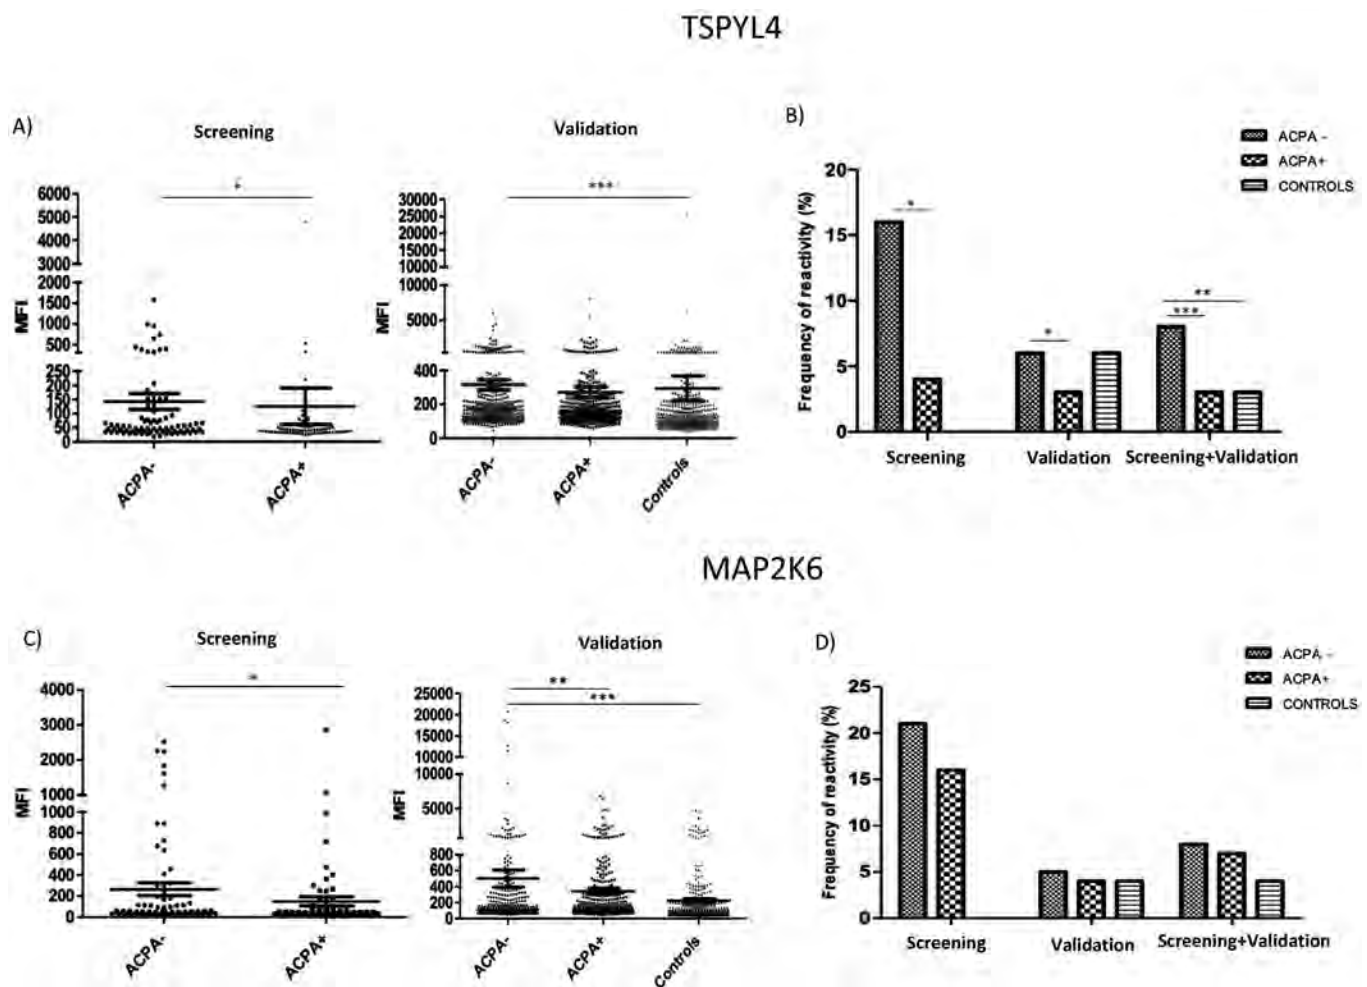 TSPYL4
A)
Screening
Validation
B)
ACPA -
ACPA+
CONTROLS
*
***
6000
5000
4000
3000
2000
1500
1000
500
250
200
150
100
50
0
MFI
ACPA-
ACPA+
30000
25000
20000
15000
10000
5000
400
200
0
MFI
ACPA-
ACPA+
Controls
20
15
10
5
0
Frequency of reactivity (%)
*
*
**
***
Screening
Validation
Screening+Validation
MAP2K6
C)
Screening
Validation
D)
ACPA -
ACPA+
CONTROLS
4000
3000
2000
1000
800
600
400
200
0
MFI
ACPA-
ACPA+
**
***
25000
20000
15000
10000
5000
800
600
400
200
0
MFI
ACPA-
ACPA+
Controls
25
20
15
10
5
0
Frequency of reactivity (%)
Screening
Validation
Screening+Validation